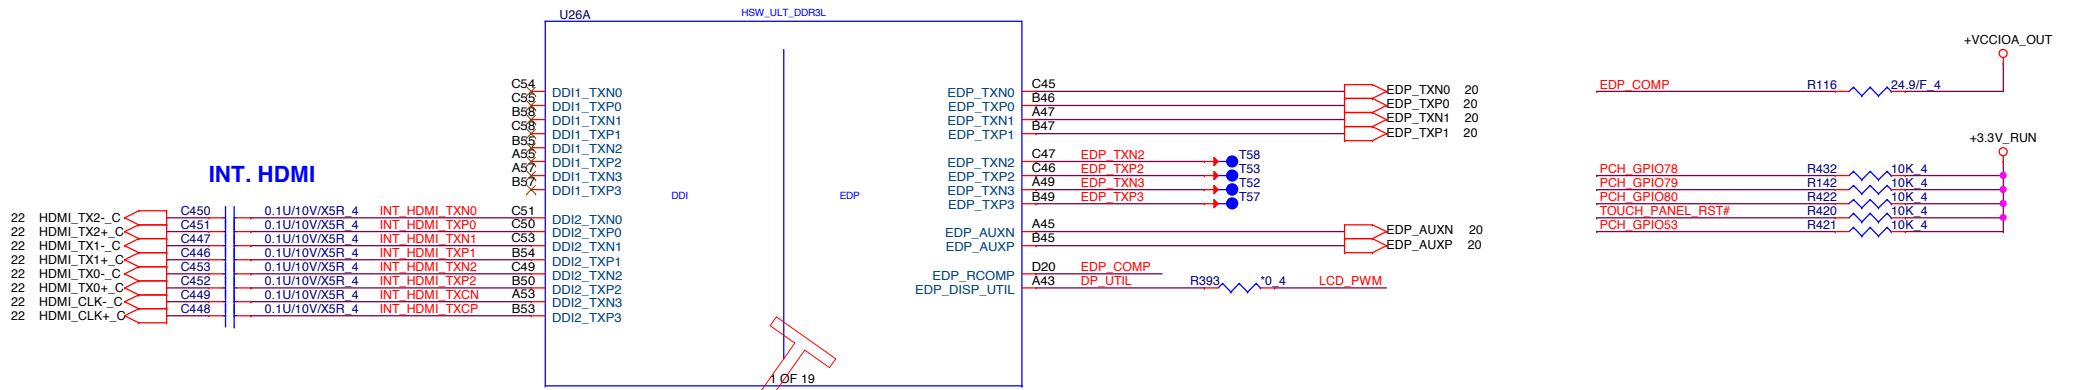 U26A
HSW_ULT_DDR3L
+VCCIOA_OUT
C54 DDI1_TXN0
C55 DDI1_TXP0
B58 DDI1_TXN1
C58 DDI1_TXP1
B55 DDI1_TXN2
A55 DDI1_TXP2
A57 DDI1_TXN3
B57 DDI1_TXP3
INT. HDMI
DDI
EDP
22 HDMI_TX2-_C C450 0.1U/10V/X5R_4 INT_HDMI_TXN0 C51 DDI2_TXN0
22 HDMI_TX2+_C C451 0.1U/10V/X5R_4 INT_HDMI_TXP0 C50 DDI2_TXP0
22 HDMI_TX1-_C C447 0.1U/10V/X5R_4 INT_HDMI_TXN1 C53 DDI2_TXN1
22 HDMI_TX1+_C C446 0.1U/10V/X5R_4 INT_HDMI_TXP1 B54 DDI2_TXP1
22 HDMI_TX0-_C C453 0.1U/10V/X5R_4 INT_HDMI_TXN2 C49 DDI2_TXN2
22 HDMI_TX0+_C C452 0.1U/10V/X5R_4 INT_HDMI_TXP2 B50 DDI2_TXP2
22 HDMI_CLK-_C C449 0.1U/10V/X5R_4 INT_HDMI_TXCN A53 DDI2_TXN3
22 HDMI_CLK+_C C448 0.1U/10V/X5R_4 INT_HDMI_TXCP B53 DDI2_TXP3
EDP_TXN0 C45 EDP_TXN0 20
EDP_TXP0 B46 EDP_TXP0 20
EDP_TXN1 A47 EDP_TXN1 20
EDP_TXP1 B47 EDP_TXP1 20
EDP_TXN2 C47 EDP_TXN2 T58
EDP_TXP2 C46 EDP_TXP2 T53
EDP_TXN3 A49 EDP_TXN3 T52
EDP_TXP3 B49 EDP_TXP3 T57
EDP_AUXN A45 EDP_AUXN 20
EDP_AUXP B45 EDP_AUXP 20
EDP_RCOMP D20 EDP_COMP
EDP_DISP_UTIL A43 DP_UTIL R393 *0_4 LCD_PWM
1 OF 19
EDP_COMP R116 24.9/F_4
+3.3V_RUN
PCH_GPIO78 R432 10K_4
PCH_GPIO79 R142 10K_4
PCH_GPIO80 R422 10K_4
TOUCH_PANEL_RST# R420 10K_4
PCH_GPIO53 R421 10K_4